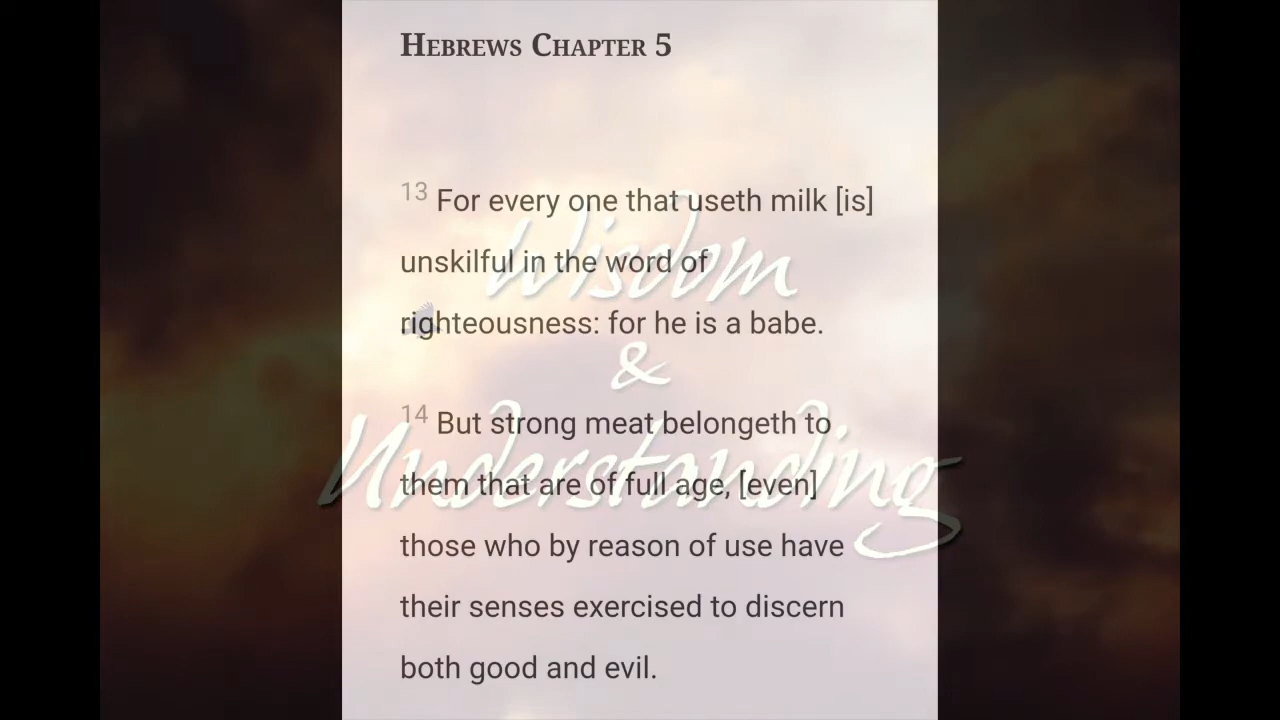 Hebrews Chapter 5
13 For every one that useth milk [is]
unskilful in the word of
righteousness: for he is a babe.
14 But strong meat belongeth to
them that are of full age, [even]
those who by reason of use have
their senses exercised to discern
both good and evil.
Wisdom
&
Understanding